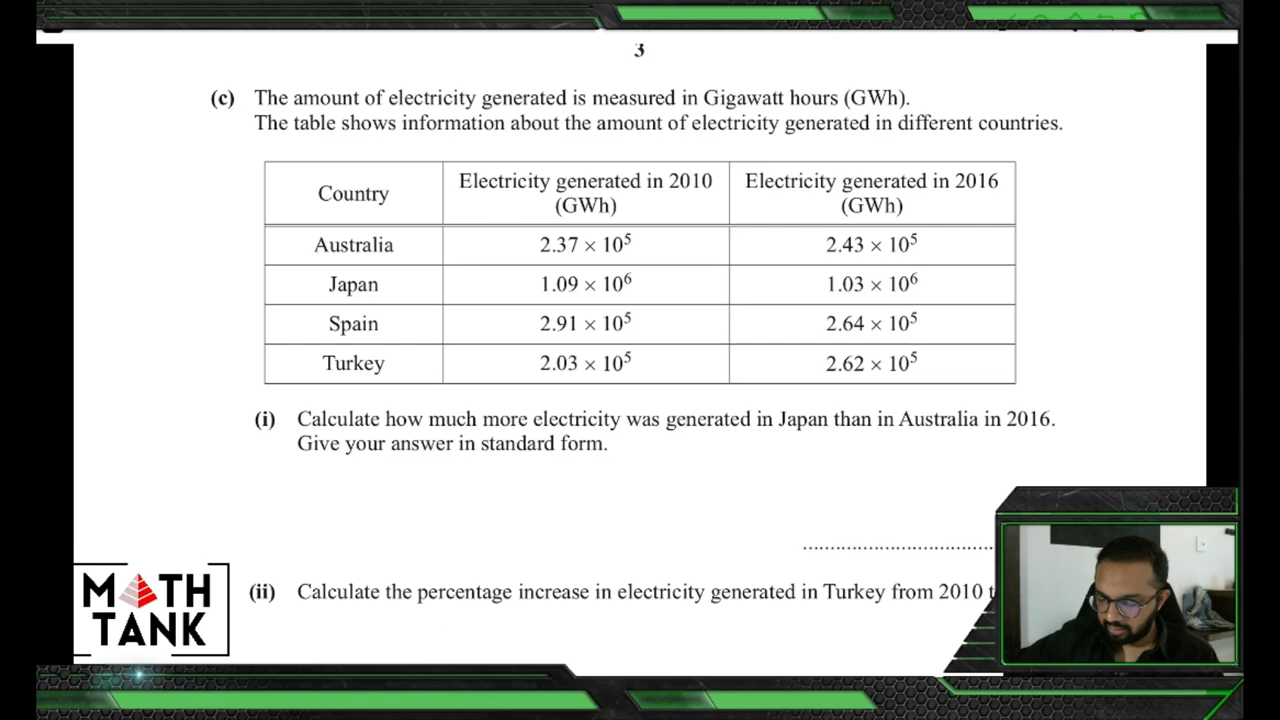 3
(c) The amount of electricity generated is measured in Gigawatt hours (GWh).
The table shows information about the amount of electricity generated in different countries.
Country
Electricity generated in 2010 (GWh)
Electricity generated in 2016 (GWh)
Australia 2.37 × 10⁵ 2.43 × 10⁵
Japan 1.09 × 10⁶ 1.03 × 10⁶
Spain 2.91 × 10⁵ 2.64 × 10⁵
Turkey 2.03 × 10⁵ 2.62 × 10⁵
(i) Calculate how much more electricity was generated in Japan than in Australia in 2016.
Give your answer in standard form.
(ii) Calculate the percentage increase in electricity generated in Turkey from 2010 t
MATH
TANK